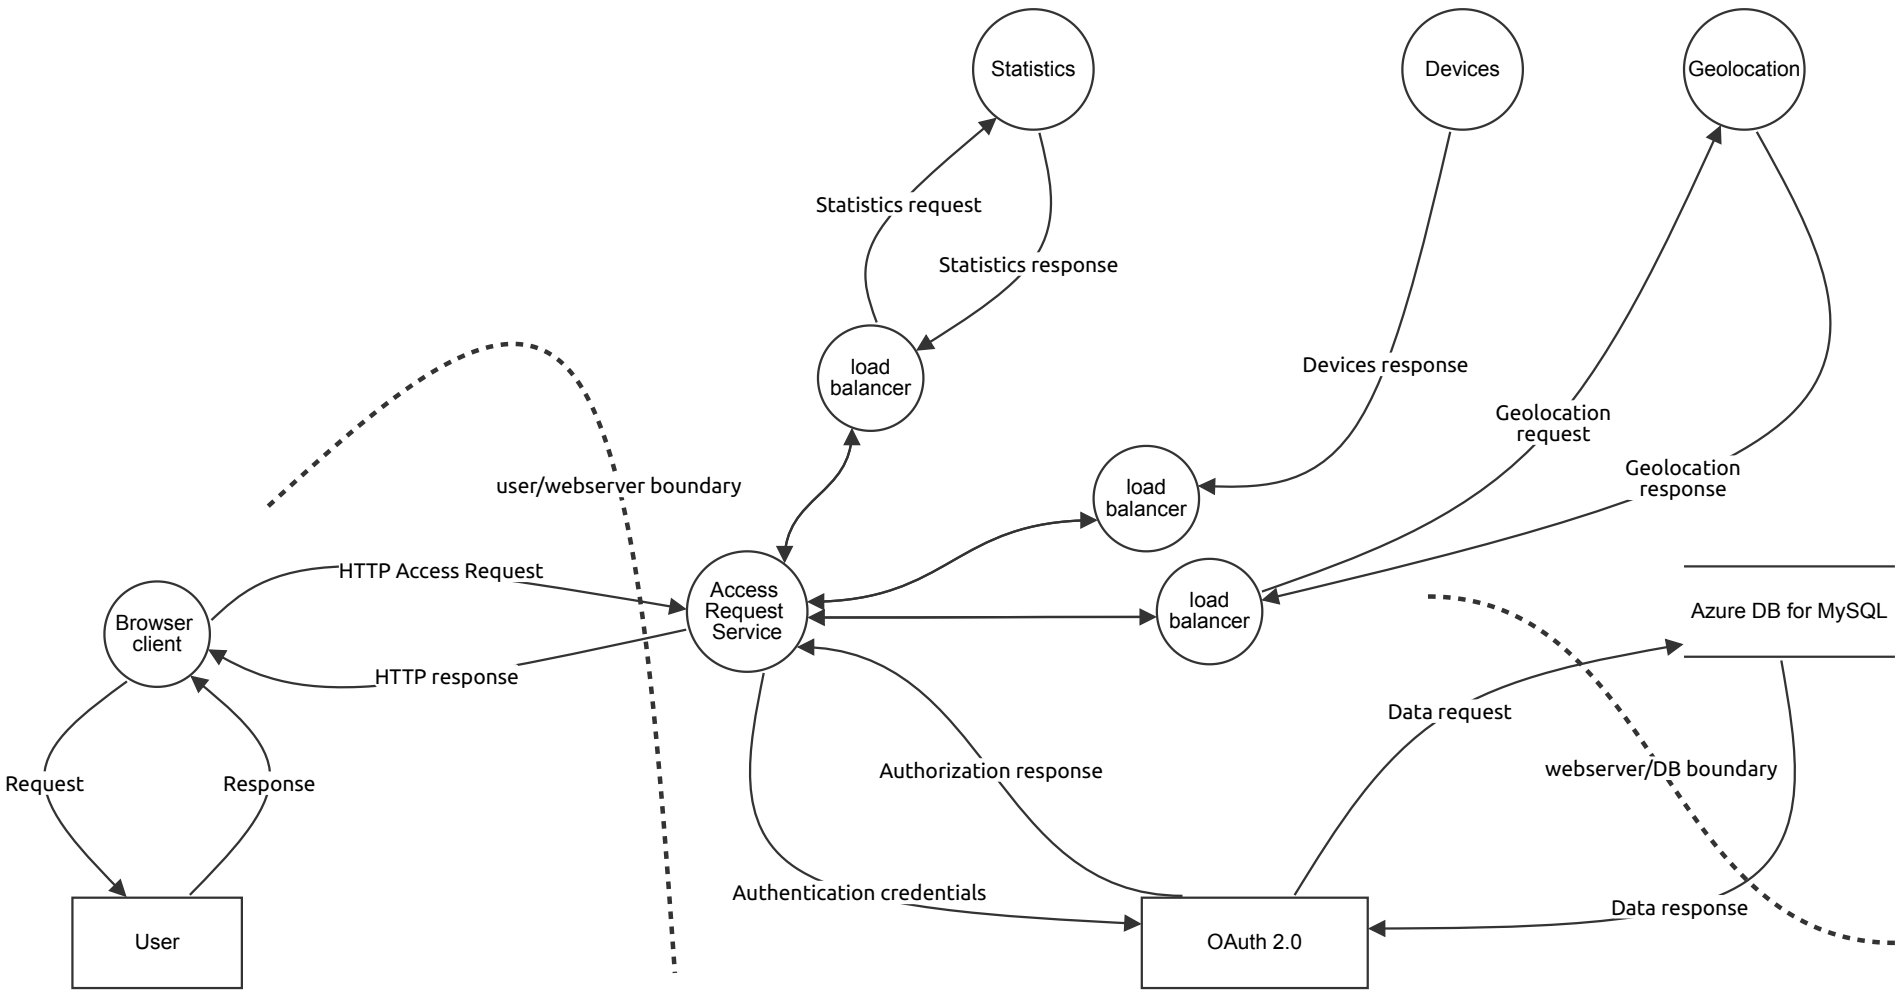 Statistics
Devices
Geolocation
Statistics request
Statistics response
load
balancer
Devices response
Geolocation
request
Geolocation
response
user/webserver boundary
load
balancer
HTTP Access Request
Access
Request
Service
load
balancer
Azure DB for MySQL
Browser
client
HTTP response
Data request
Authorization response
webserver/DB boundary
Request
Response
Authentication credentials
Data response
User
OAuth 2.0